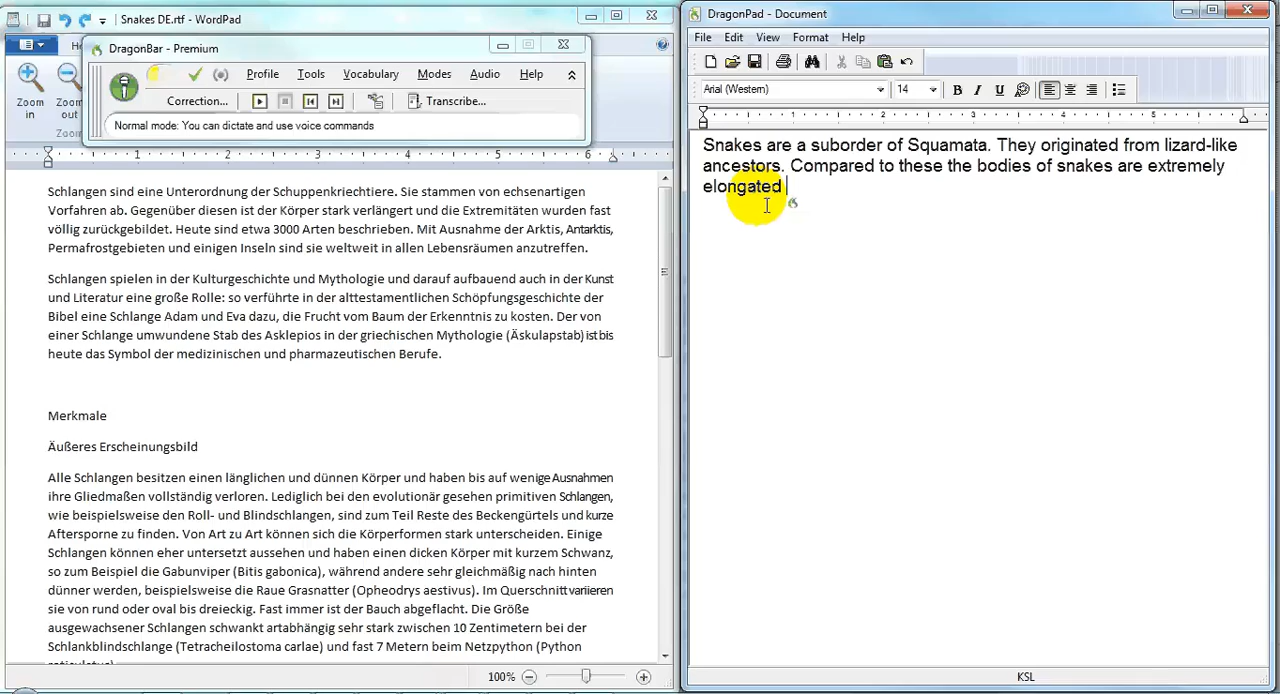 Snakes DE.rtf - WordPad
DragonBar - Premium
Profile Tools Vocabulary Modes Audio Help
Correction... Transcribe...
Normal mode: You can dictate and use voice commands
Zoom in
Zoom out
1 2 3 4 5 6
Schlangen sind eine Unterordnung der Schuppenkriechtiere. Sie stammen von echsenartigen
Vorfahren ab. Gegenüber diesen ist der Körper stark verlängert und die Extremitäten wurden fast
völlig zurückgebildet. Heute sind etwa 3000 Arten beschrieben. Mit Ausnahme der Arktis, Antarktis,
Permafrostgebieten und einigen Inseln sind sie weltweit in allen Lebensräumen anzutreffen.
Schlangen spielen in der Kulturgeschichte und Mythologie und darauf aufbauend auch in der Kunst
und Literatur eine große Rolle: so verführte in der alttestamentlichen Schöpfungsgeschichte der
Bibel eine Schlange Adam und Eva dazu, die Frucht vom Baum der Erkenntnis zu kosten. Der von
einer Schlange umwundene Stab des Asklepios in der griechischen Mythologie (Äskulapstab) ist bis
heute das Symbol der medizinischen und pharmazeutischen Berufe.
Merkmale
Äußeres Erscheinungsbild
Alle Schlangen besitzen einen länglichen und dünnen Körper und haben bis auf wenige Ausnahmen
ihre Gliedmaßen vollständig verloren. Lediglich bei den evolutionär gesehen primitiven Schlangen,
wie beispielsweise den Roll- und Blindschlangen, sind zum Teil Reste des Beckengürtels und kurze
Aftersporne zu finden. Von Art zu Art können sich die Körperformen stark unterscheiden. Einige
Schlangen können eher untersetzt aussehen und haben einen dicken Körper mit kurzem Schwanz,
so zum Beispiel die Gabunviper (Bitis gabonica), während andere sehr gleichmäßig nach hinten
dünner werden, beispielsweise die Raue Grasnatter (Opheodrys aestivus). Im Querschnitt variieren
sie von rund oder oval bis dreieckig. Fast immer ist der Bauch abgeflacht. Die Größe
ausgewachsener Schlangen schwankt artabhängig sehr stark zwischen 10 Zentimetern bei der
Schlankblindschlange (Tetracheilostoma carlae) und fast 7 Metern beim Netzpython (Python
100%
DragonPad - Document
File Edit View Insert Format Help
Arial (Western) 14 B I U
1 2 3 4 5
Snakes are a suborder of Squamata. They originated from lizard-like
ancestors. Compared to these the bodies of snakes are extremely
elongated
KSL